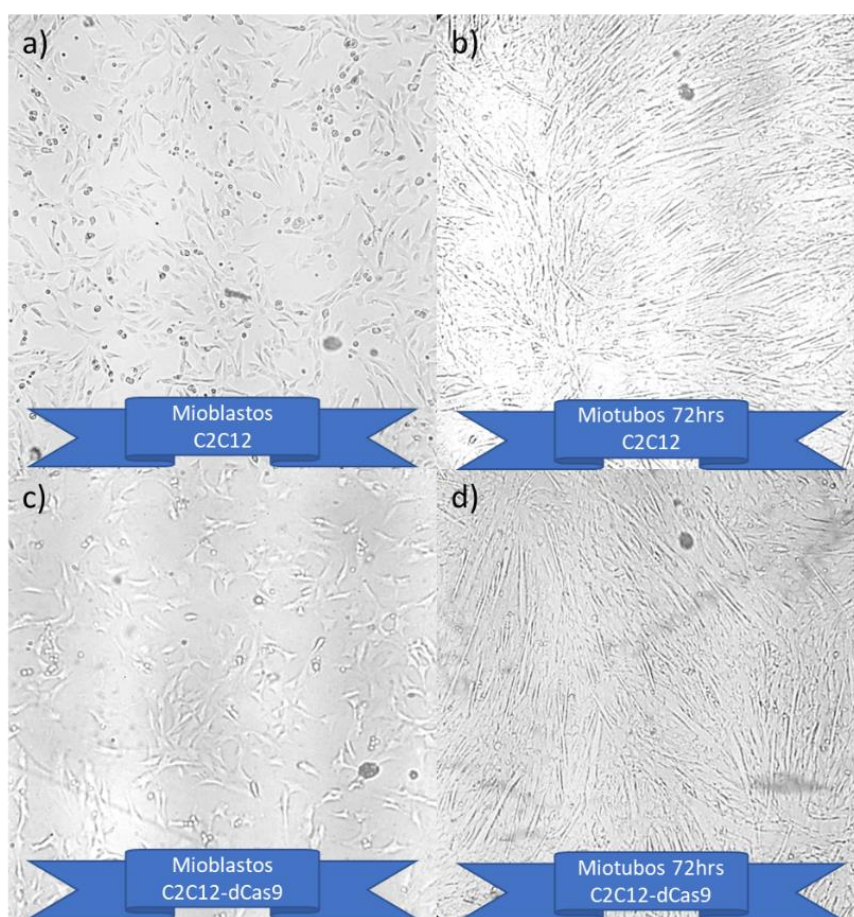 a)
Mioblastos
C2C12
b)
Miotubos 72hrs
C2C12
c)
Mioblastos
C2C12-dCas9
d)
Miotubos 72hrs
C2C12-dCas9